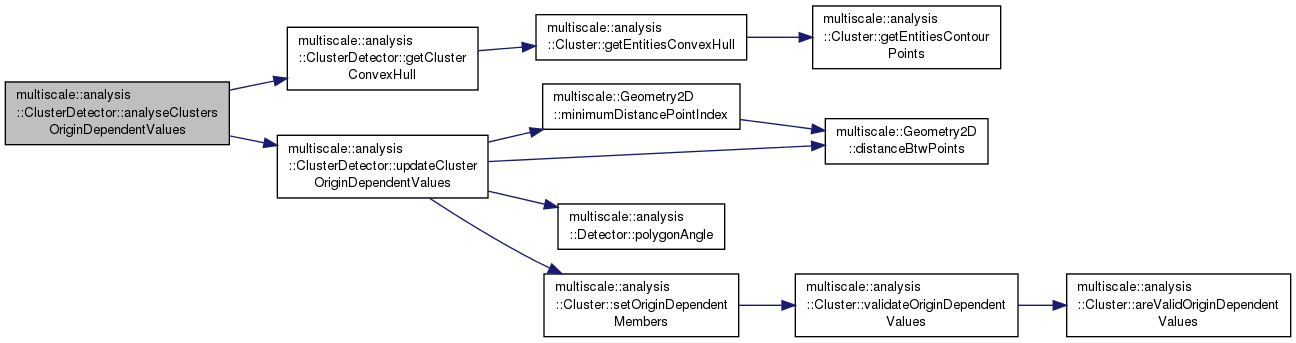 multiscale::analysis
::ClusterDetector::analyseClusters
OriginDependentValues
multiscale::analysis
::ClusterDetector::getCluster
ConvexHull
multiscale::analysis
::Cluster::getEntitiesConvexHull
multiscale::analysis
::Cluster::getEntitiesContour
Points
multiscale::analysis
::ClusterDetector::updateCluster
OriginDependentValues
multiscale::Geometry2D
::minimumDistancePointIndex
multiscale::Geometry2D
::distanceBtwPoints
multiscale::analysis
::Detector::polygonAngle
multiscale::analysis
::Cluster::setOriginDependent
Members
multiscale::analysis
::Cluster::validateOriginDependent
Values
multiscale::analysis
::Cluster::areValidOriginDependent
Values